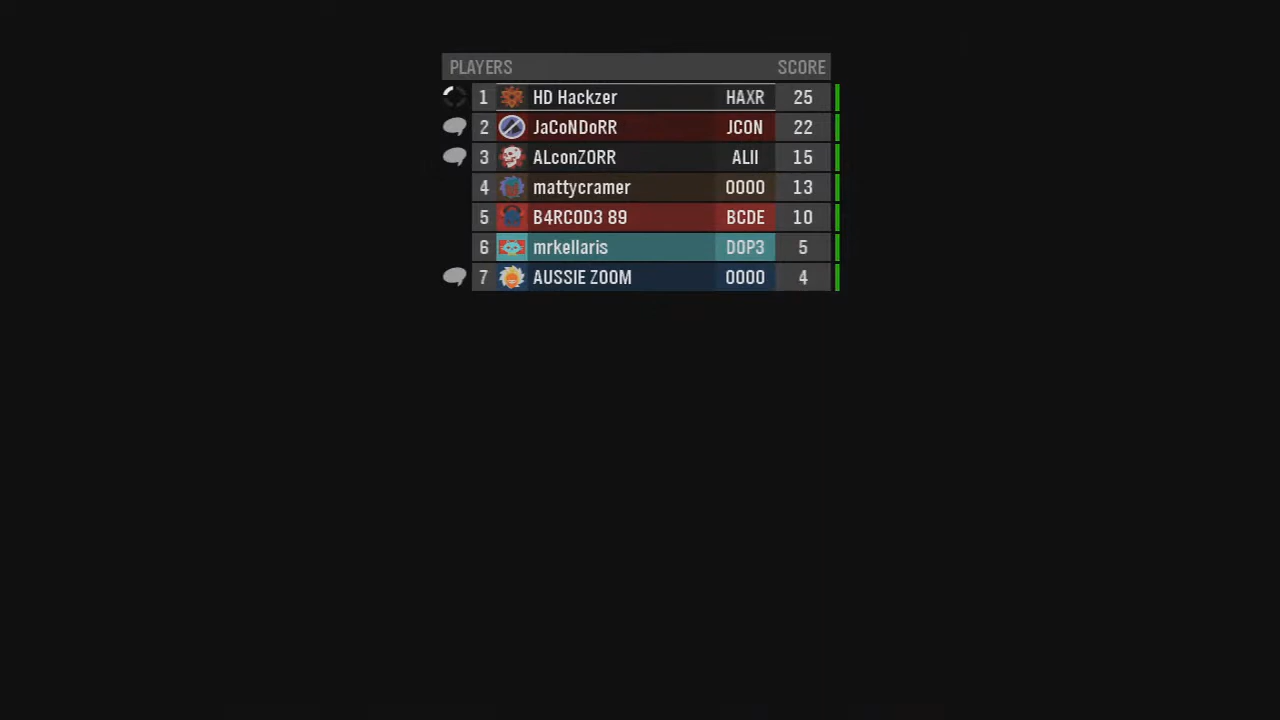 PLAYERS SCORE
1 HD Hackzer HAXR 25
2 JaCoNDoRR JCON 22
3 ALconZORR ALII 15
4 mattycramer 0000 13
5 B4RCOD3 89 BCDE 10
6 mrkellaris DOP3 5
7 AUSSIE ZOOM 0000 4